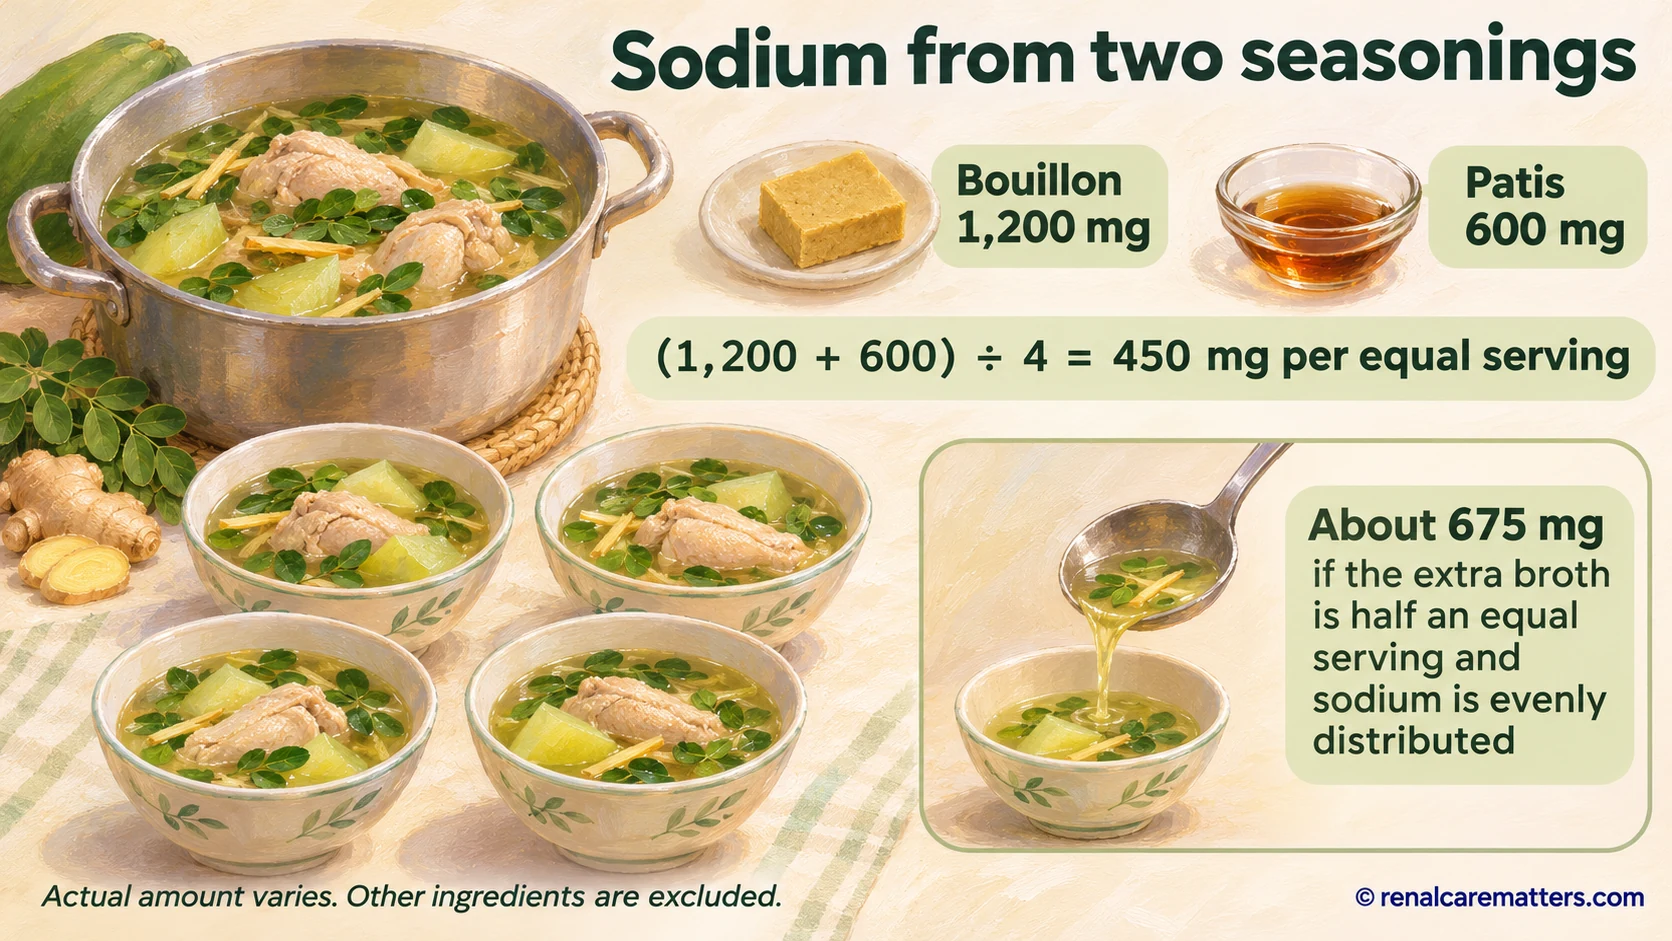 Sodium from two seasonings
Bouillon
1,200 mg
Patis
600 mg
(1,200 + 600) ÷ 4 = 450 mg per equal serving
About 675 mg
if the extra broth
is half an equal
serving and
sodium is evenly
distributed
Actual amount varies. Other ingredients are excluded.
© renalcarematters.com